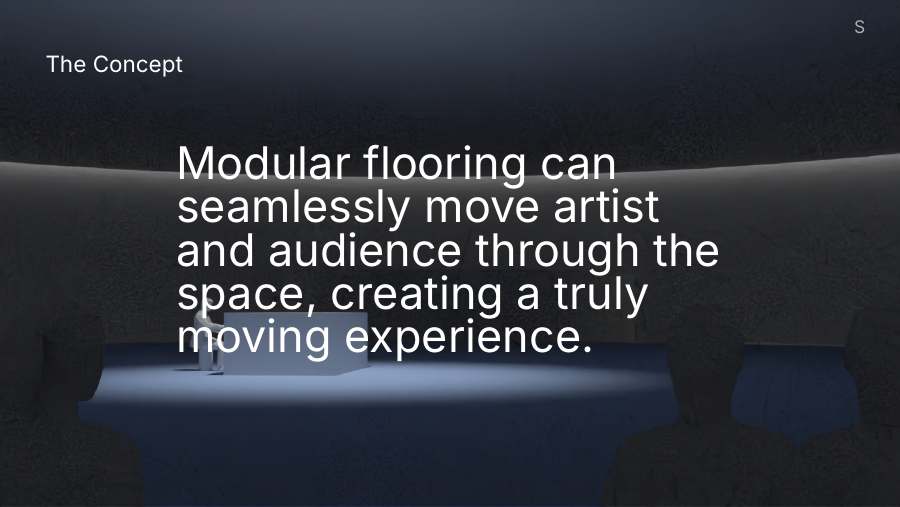 S
The Concept
Modular flooring can
seamlessly move artist
and audience through the
space, creating a truly
moving experience.